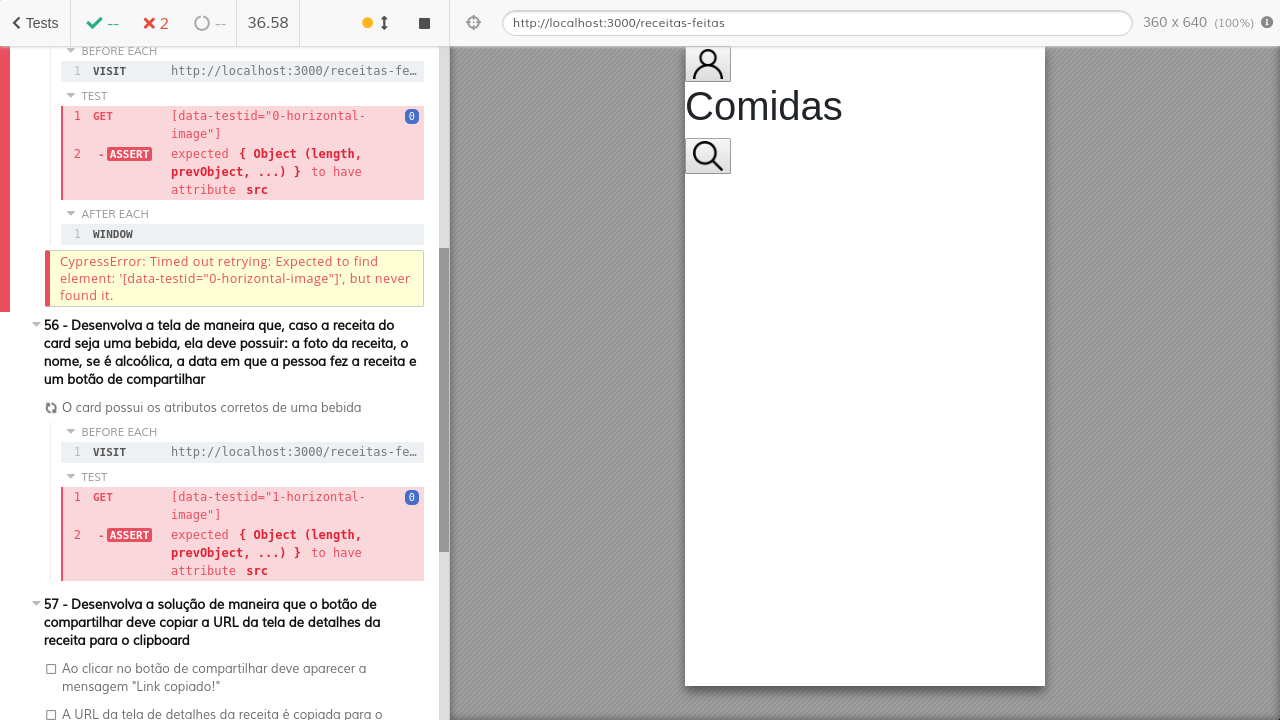 Tests
--
2
--
36.58
http://localhost:3000/receitas-feitas
360 x 640 (100%)
BEFORE EACH
1 VISIT http://localhost:3000/receitas-fe…
TEST
1 GET [data-testid="0-horizontal-
image"] 0
2 -ASSERT expected { Object (length,
prevObject, ...) } to have
attribute src
AFTER EACH
1 WINDOW
CypressError: Timed out retrying: Expected to find
element: '[data-testid="0-horizontal-image"]', but never
found it.
56 - Desenvolva a tela de maneira que, caso a receita do
card seja uma bebida, ela deve possuir: a foto da receita, o
nome, se é alcoólica, a data em que a pessoa fez a receita e
um botão de compartilhar
O card possui os atributos corretos de uma bebida
BEFORE EACH
1 VISIT http://localhost:3000/receitas-fe…
TEST
1 GET [data-testid="1-horizontal-
image"] 0
2 -ASSERT expected { Object (length,
prevObject, ...) } to have
attribute src
57 - Desenvolva a solução de maneira que o botão de
compartilhar deve copiar a URL da tela de detalhes da
receita para o clipboard
Ao clicar no botão de compartilhar deve aparecer a
mensagem "Link copiado!"
A URL da tela de detalhes da receita é copiada para o
Comidas